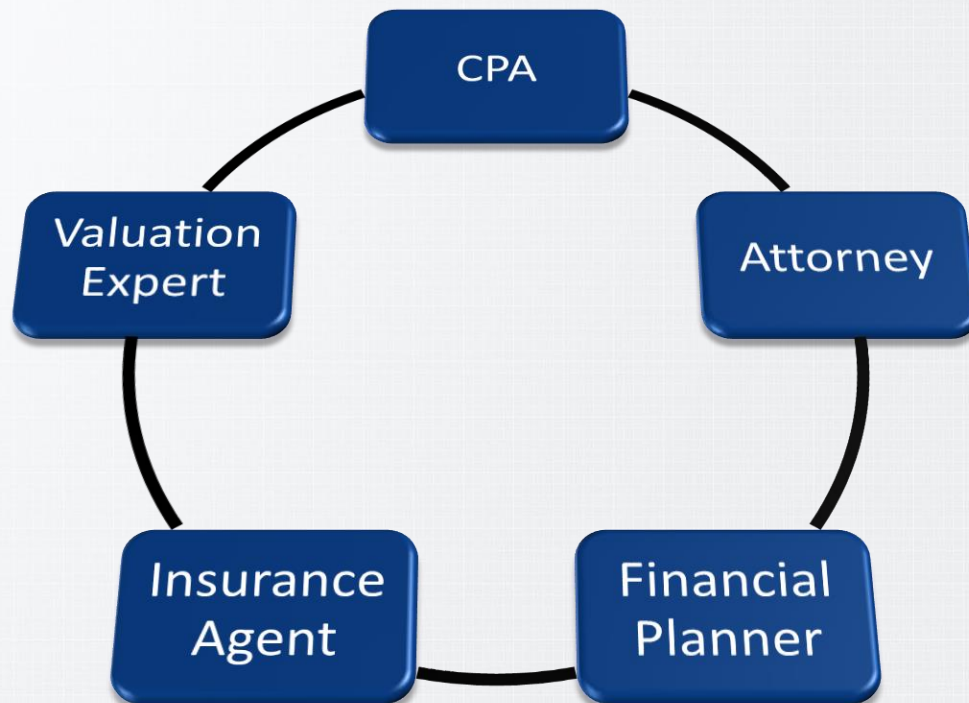 CPA
Attorney
Financial
Planner
Insurance
Agent
Valuation
Expert